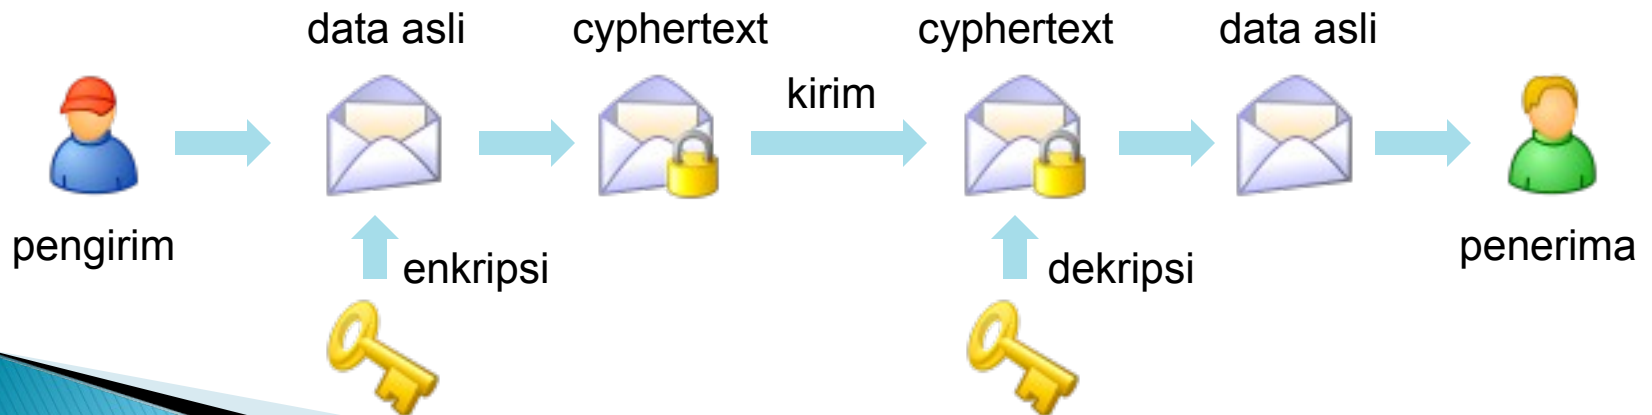 data asli
cyphertext
cyphertext
data asli
kirim
pengirim
enkripsi
dekripsi
penerima